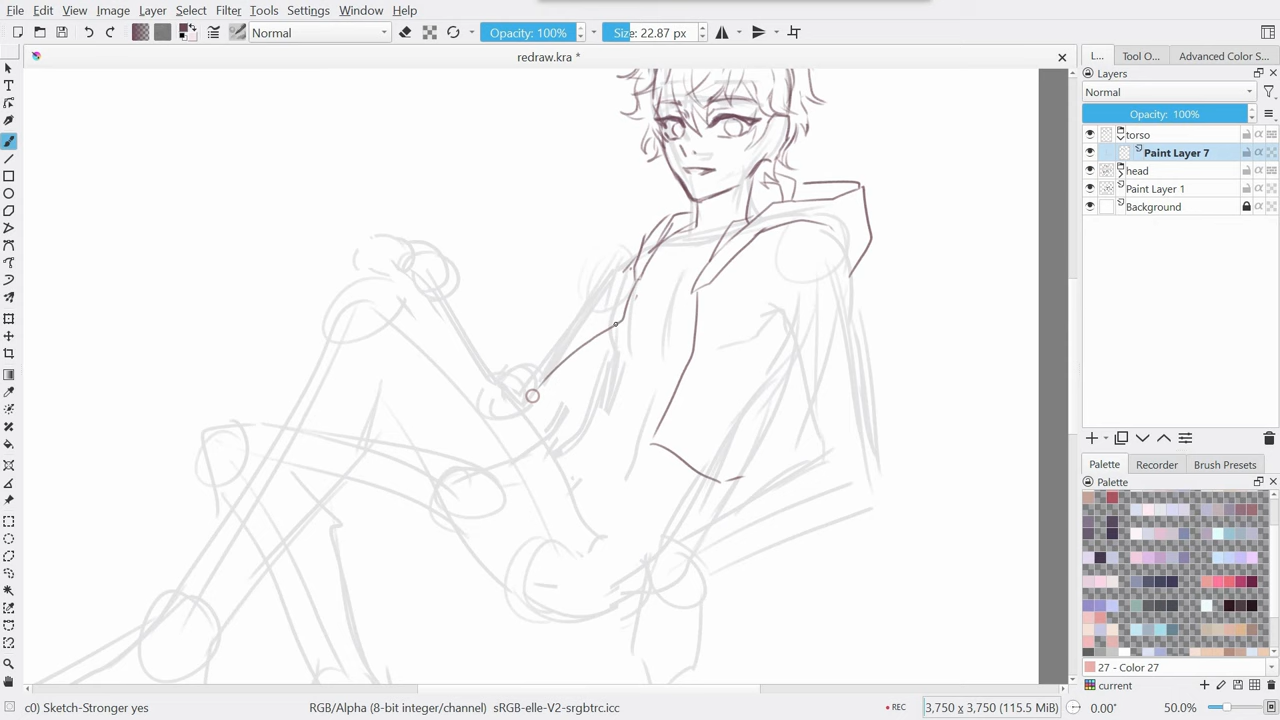 File Edit View Image Layer Select Filter Tools Settings Window Help
Normal Opacity: 100% Size: 22.87 px
redraw.kra * L... Tool O... Advanced Color S...
Layers
Normal
Opacity: 100%
torso
Paint Layer 7
head
Paint Layer 1
Background
Palette Recorder Brush Presets
Palette
27 - Color 27
current
c) Sketch-Stronger yes RGB/Alpha (8-bit integer/channel) sRGB-elle-V2-srgbtrc.icc REC 3,750 x 3,750 (115.5 MiB) 0.00° 50.0%